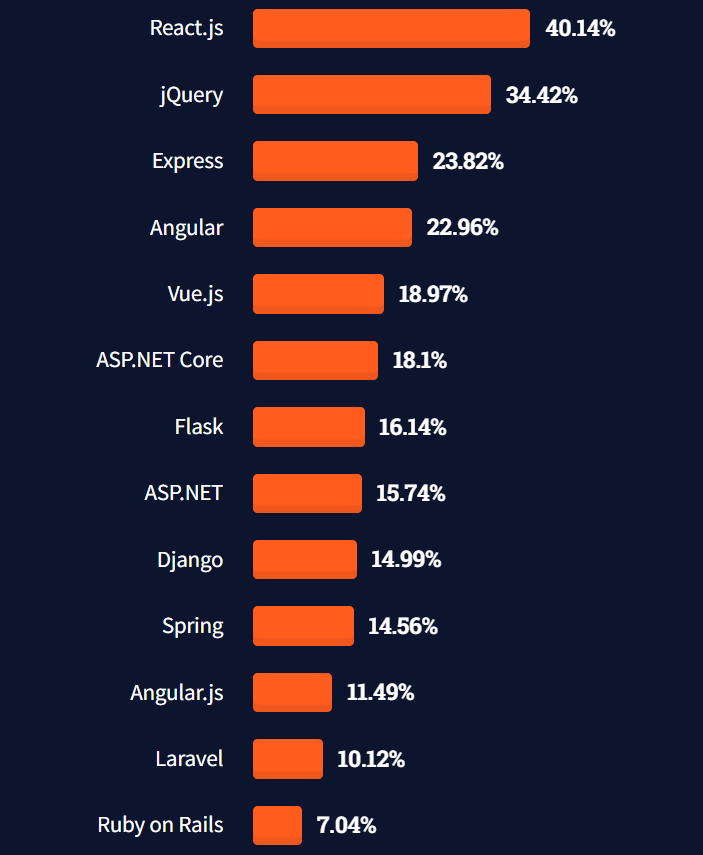 React.js 40.14%
jQuery 34.42%
Express 23.82%
Angular 22.96%
Vue.js 18.97%
ASP.NET Core 18.1%
Flask 16.14%
ASP.NET 15.74%
Django 14.99%
Spring 14.56%
Angular.js 11.49%
Laravel 10.12%
Ruby on Rails 7.04%